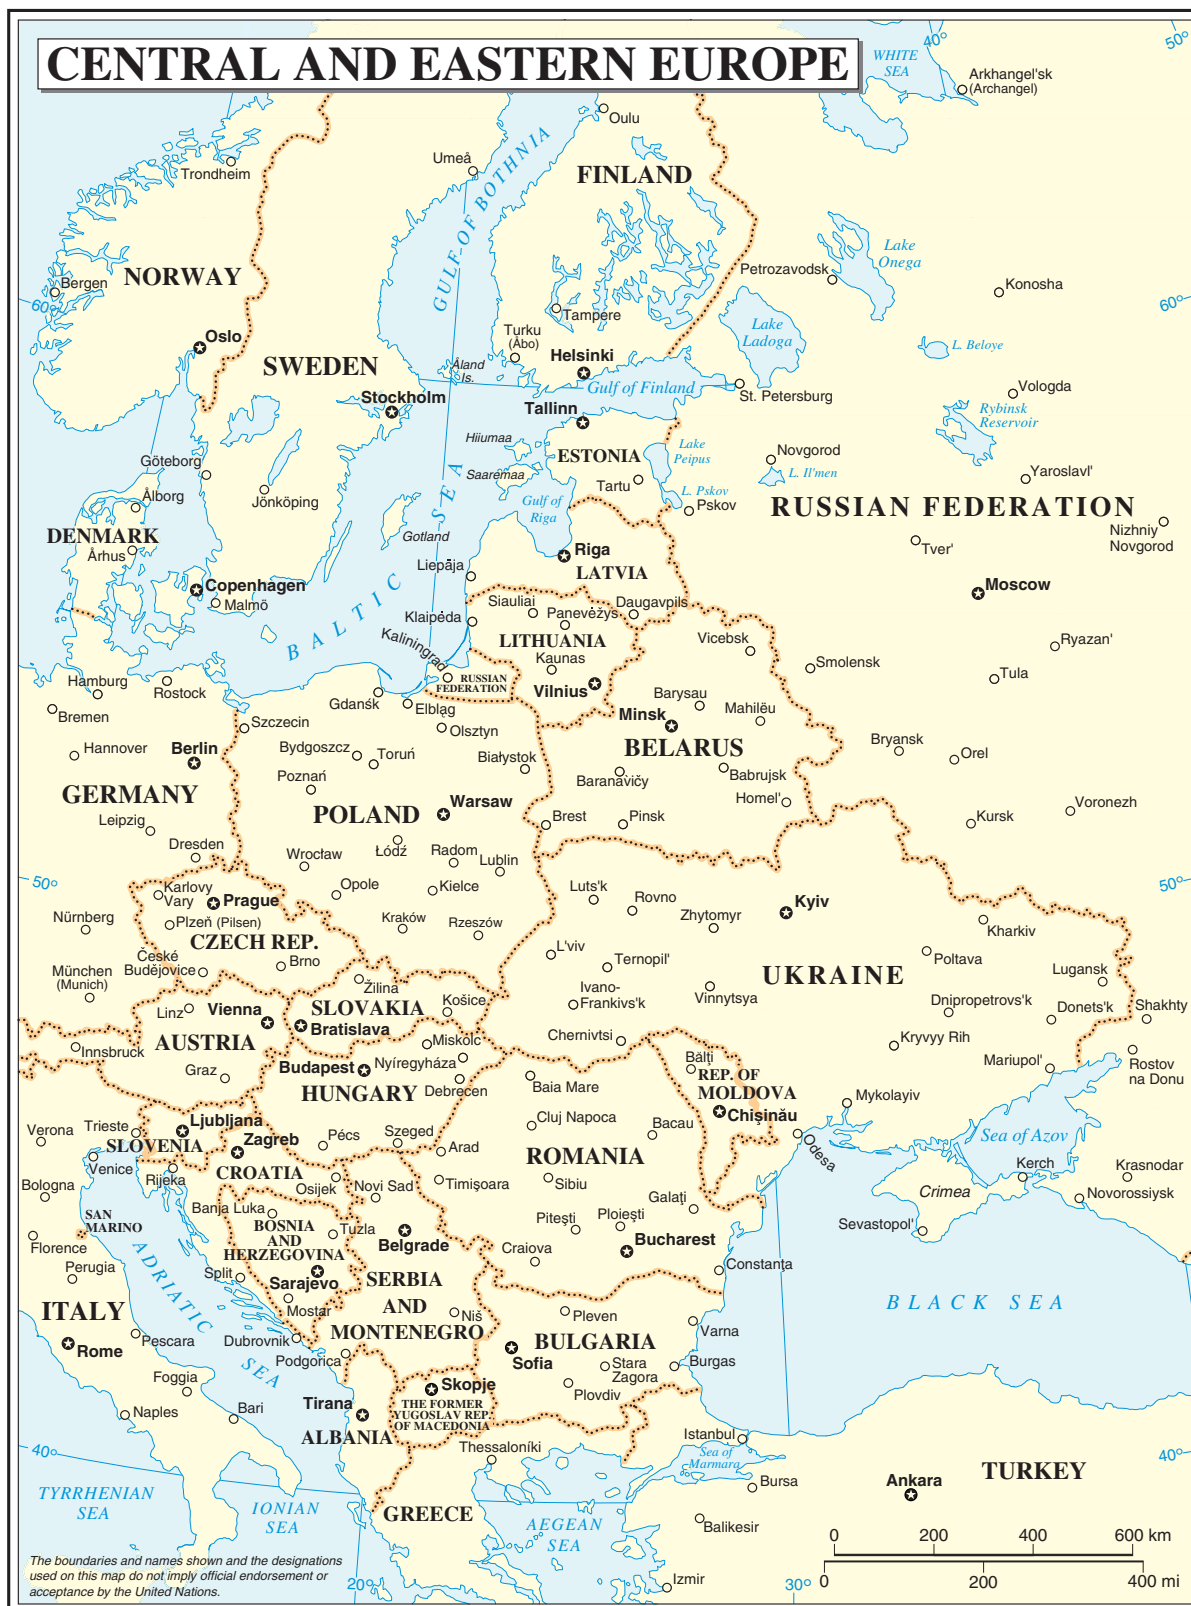 CENTRAL AND EASTERN EUROPE
WHITE
SEA
40°
50°
Arkhangel'sk
(Archangel)
Oulu
Umeå
Trondheim
FINLAND
GULF OF BOTHNIA
Lake
Onega
Petrozavodsk
NORWAY
Bergen
Konosha
60°
60°
Tampere
Turku
(Åbo)
Lake
Ladoga
Oslo
Helsinki
L. Beloye
SWEDEN
Åland
Is.
Gulf of Finland
St. Petersburg
Vologda
Stockholm
Tallinn
Rybinsk
Reservoir
Hiiumaa
Lake
Peipus
Novgorod
ESTONIA
Göteborg
Saaremaa
Tartu
L. Il'men
Yaroslavl'
Jönköping
Ålborg
Gulf of
Riga
L. Pskov
Pskov
RUSSIAN FEDERATION
DENMARK
Århus
Gotland
Nizhniy
Novgorod
Tver'
Riga
LATVIA
Liepāja
Copenhagen
Malmö
Moscow
BALTIC SEA
Siauliai
Panevėžys
Daugavpils
Klaipėda
LITHUANIA
Vicebsk
Ryazan'
Kaliningrad
Kaunas
Smolensk
RUSSIAN
FEDERATION
Vilnius
Tula
Hamburg
Rostock
Gdańsk
Elbląg
Barysau
Mahilëu
Bremen
Szczecin
Olsztyn
Minsk
BELARUS
Hannover
Berlin
Bydgoszcz
Toruń
Białystok
Bryansk
Orel
Poznań
Baranavičy
Babrujsk
GERMANY
POLAND
Warsaw
Homel'
Voronezh
Leipzig
Brest
Pinsk
Kursk
Dresden
Wrocław
Łódź
Radom
Lublin
50°
50°
Karlovy
Vary
Prague
Opole
Kielce
Luts'k
Rovno
Kyiv
Nürnberg
Plzeň (Pilsen)
Kraków
Rzeszów
Zhytomyr
Kharkiv
CZECH REP.
L'viv
Poltava
České
Budějovice
Brno
Ternopil'
UKRAINE
München
(Munich)
Žilina
Lugansk
Linz
Vienna
SLOVAKIA
Košice
Ivano-
Frankivs'k
Vinnytsya
Dnipropetrovs'k
Donets'k
Shakhty
Bratislava
AUSTRIA
Miskolc
Chernivtsi
Kryvyy Rih
Innsbruck
Budapest
Nyíregyháza
Bălţi
Mariupol'
Rostov
na Donu
Graz
HUNGARY
Debrecen
Baia Mare
REP. OF
MOLDOVA
Mykolayiv
Ljubljana
Cluj Napoca
Chişinău
Verona
Trieste
SLOVENIA
Zagreb
Pécs
Szeged
Arad
Bacau
Odesa
Sea of Azov
Venice
CROATIA
ROMANIA
Kerch
Krasnodar
Bologna
Rijeka
Osijek
Novi Sad
Timişoara
Sibiu
Crimea
Novorossiysk
SAN
MARINO
Banja Luka
BOSNIA
AND
HERZEGOVINA
Tuzla
Galaţi
Piteşti
Ploieşti
Sevastopol'
Florence
Belgrade
Bucharest
Perugia
ADRIATIC SEA
Split
Sarajevo
SERBIA
AND
MONTENEGRO
Craiova
Constanţa
ITALY
Mostar
Niš
Pleven
BLACK SEA
Rome
Pescara
Dubrovnik
BULGARIA
Varna
Podgorica
Sofia
Stara
Zagora
Burgas
Foggia
Skopje
Plovdiv
Naples
Bari
Tirana
THE FORMER
YUGOSLAV REP.
OF MACEDONIA
ALBANIA
Thessaloníki
Istanbul
40°
40°
Sea of
Marmara
TURKEY
TYRRHENIAN
SEA
IONIAN
SEA
GREECE
Bursa
Ankara
AEGEAN
SEA
Balikesir
0 200 400 600 km
0 200 400 mi
Izmir
20°
30°
The boundaries and names shown and the designations
used on this map do not imply official endorsement or
acceptance by the United Nations.